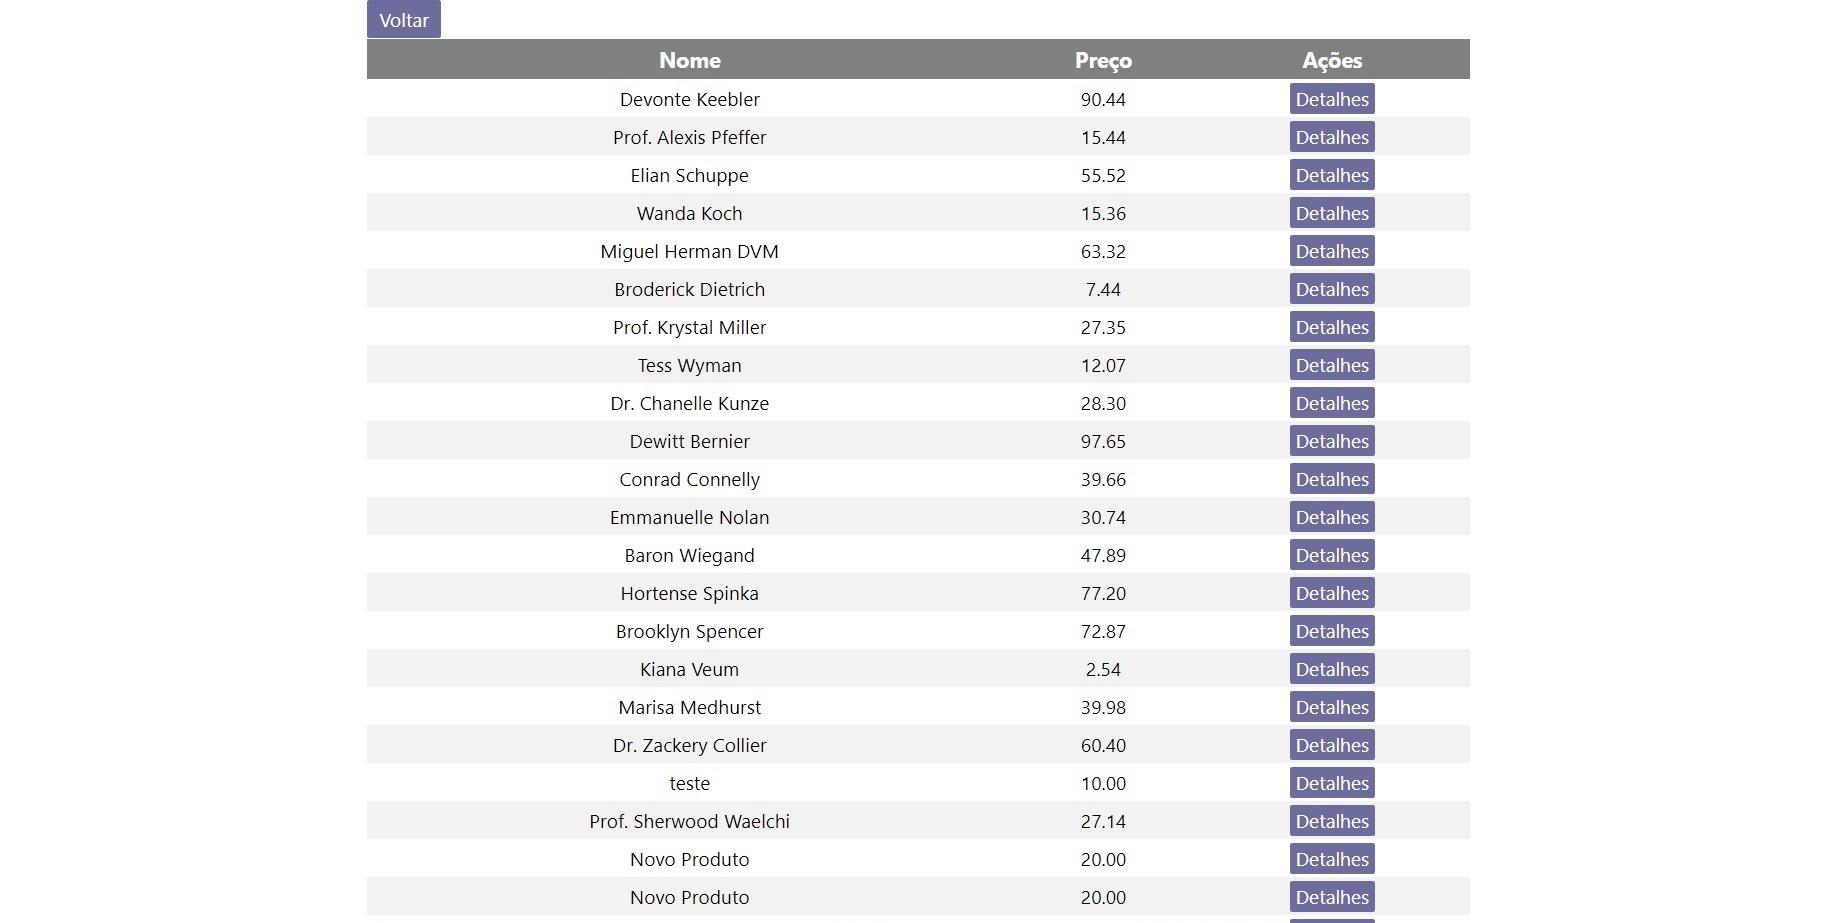 Voltar
Nome Preço Ações
Devonte Keebler 90.44 Detalhes
Prof. Alexis Pfeffer 15.44 Detalhes
Elian Schuppe 55.52 Detalhes
Wanda Koch 15.36 Detalhes
Miguel Herman DVM 63.32 Detalhes
Broderick Dietrich 7.44 Detalhes
Prof. Krystal Miller 27.35 Detalhes
Tess Wyman 12.07 Detalhes
Dr. Chanelle Kunze 28.30 Detalhes
Dewitt Bernier 97.65 Detalhes
Conrad Connelly 39.66 Detalhes
Emmanuelle Nolan 30.74 Detalhes
Baron Wiegand 47.89 Detalhes
Hortense Spinka 77.20 Detalhes
Brooklyn Spencer 72.87 Detalhes
Kiana Veum 2.54 Detalhes
Marisa Medhurst 39.98 Detalhes
Dr. Zackery Collier 60.40 Detalhes
teste 10.00 Detalhes
Prof. Sherwood Waelchi 27.14 Detalhes
Novo Produto 20.00 Detalhes
Novo Produto 20.00 Detalhes